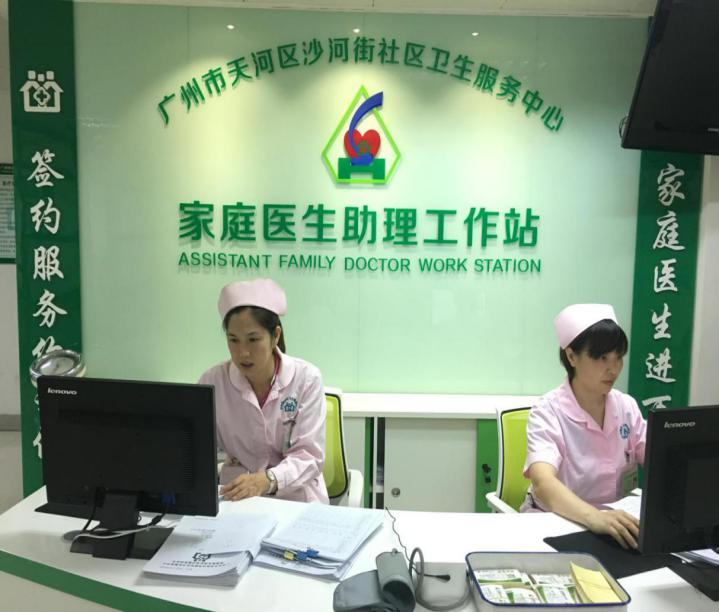 广州市天河区沙河街社区卫生服务中心
家庭医生助理工作站
ASSISTANT FAMILY DOCTOR WORK STATION
签约服务
家庭医生进
lenovo
lenovo